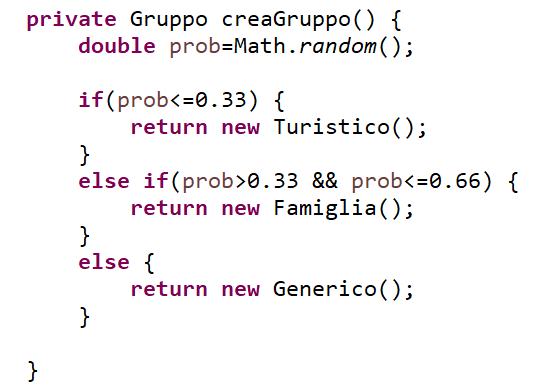 private Gruppo creaGruppo() {
double prob=Math.random();
if(prob<=0.33) {
return new Turistico();
}
else if(prob>0.33 && prob<=0.66) {
return new Famiglia();
}
else {
return new Generico();
}
}